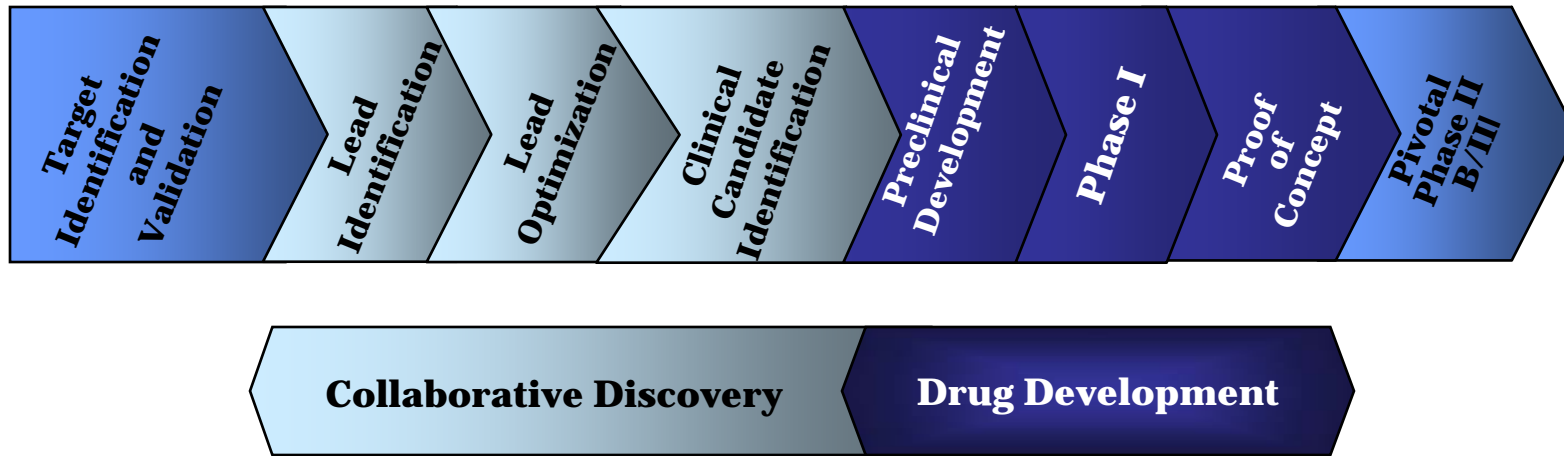 Target
Identification
and
Validation
Lead
Identification
Lead
Optimization
Clinical
Candidate
Identification
Preclinical
Development
Phase I
Proof
of
Concept
Pivotal
Phase II
B/III
Collaborative Discovery
Drug Development